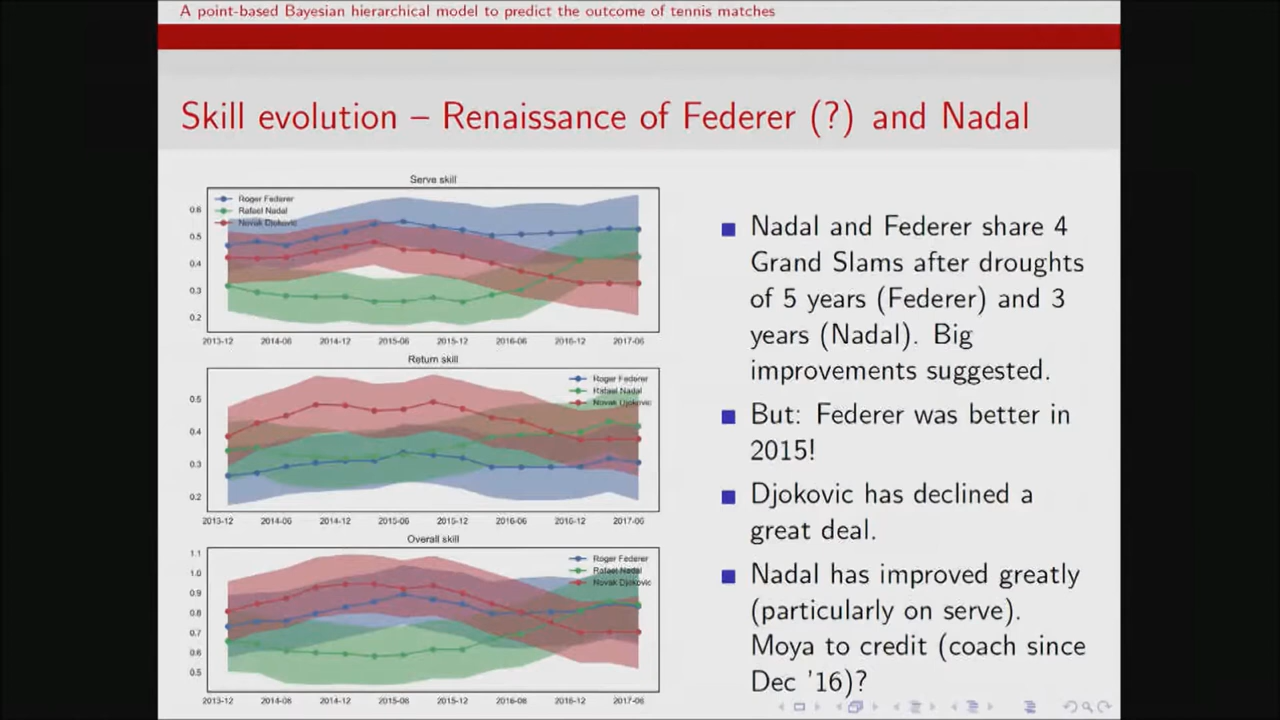 A point-based Bayesian hierarchical model to predict the outcome of tennis matches
Skill evolution – Renaissance of Federer (?) and Nadal
Serve skill
Roger Federer
Rafael Nadal
Novak Djokovic
0.6
0.5
0.4
0.3
0.2
2013-12 2014-06 2014-12 2015-06 2015-12 2016-06 2016-12 2017-06
Return skill
Roger Federer
Rafael Nadal
Novak Djokovic
0.5
0.4
0.3
0.2
2013-12 2014-06 2014-12 2015-06 2015-12 2016-06 2016-12 2017-06
Overall skill
Roger Federer
Rafael Nadal
Novak Djokovic
1.1
1.0
0.9
0.8
0.7
0.6
0.5
2013-12 2014-06 2014-12 2015-06 2015-12 2016-06 2016-12 2017-06
Nadal and Federer share 4
Grand Slams after droughts
of 5 years (Federer) and 3
years (Nadal). Big
improvements suggested.
But: Federer was better in
2015!
Djokovic has declined a
great deal.
Nadal has improved greatly
(particularly on serve).
Moya to credit (coach since
Dec '16)?